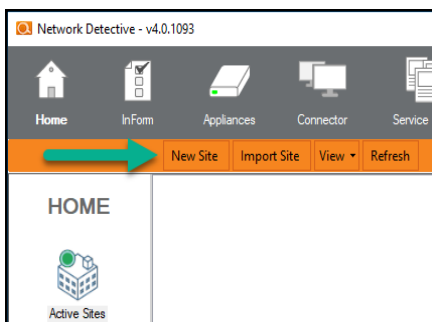 Network Detective - v4.0.1093
Home InForm Appliances Connector Service
New Site Import Site View Refresh
HOME
Active Sites